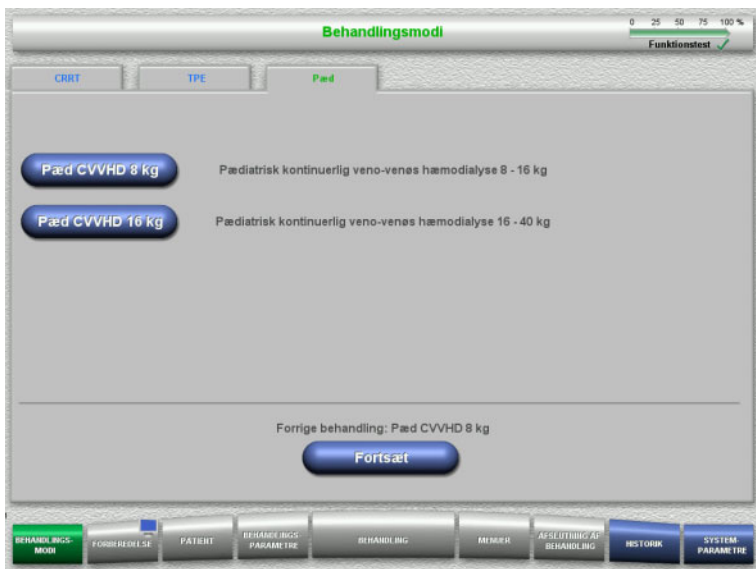 Behandlingsmodi
0 25 50 75 100 %
Funktionstest
CRRT TPE Pæd
Pæd CVVHD 8 kg Pædiatrisk kontinuerlig veno-venøs hæmodialyse 8 - 16 kg
Pæd CVVHD 16 kg Pædiatrisk kontinuerlig veno-venøs hæmodialyse 16 - 40 kg
Forrige behandling: Pæd CVVHD 8 kg
Fortsæt
BEHANDLINGS-
MODI
FORBEREDELSE
PATIENT
BEHANDLINGS-
PARAMETRE
BEHANDLING
MENUER
AFSLUTNING AF
BEHANDLING
HISTORIK
SYSTEM-
PARAMETRE